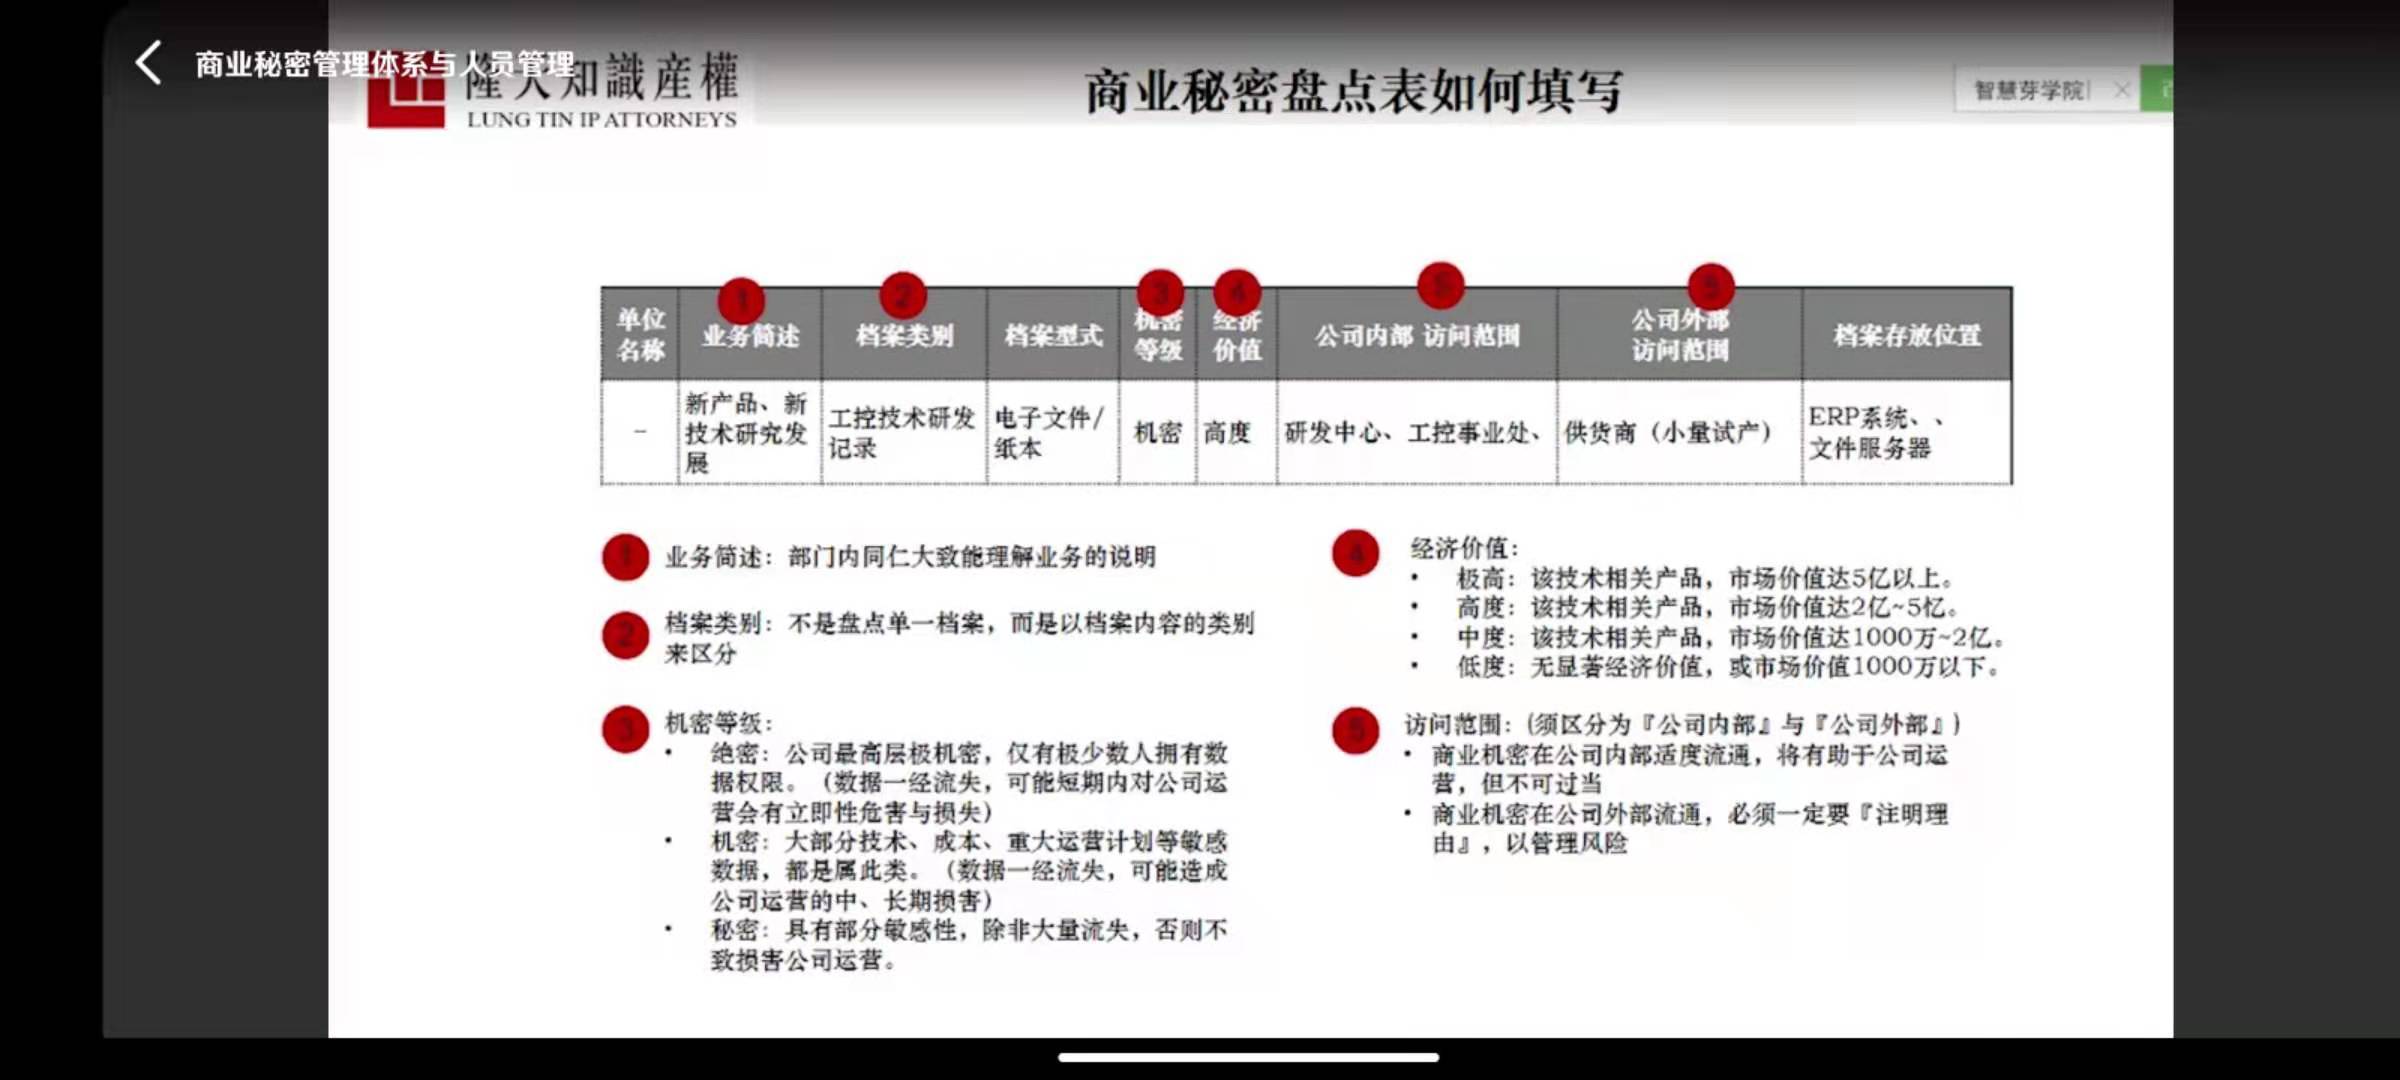 商业秘密管理体系与人员管理
隆天知識産權
LUNG TIN IP ATTORNEYS
商业秘密盘点表如何填写
智慧芽学院
1 2 3 4 5 5
单位名称 业务简述 档案类别 档案型式 机密等级 经济价值 公司内部 访问范围 公司外部访问范围 档案存放位置
- 新产品、新技术研究发展 工控技术研发记录 电子文件/纸本 机密 高度 研发中心、工控事业处、 供货商（小量试产） ERP系统、、文件服务器
1 业务简述：部门内同仁大致能理解业务的说明
2 档案类别：不是盘点单一档案，而是以档案内容的类别
来区分
3 机密等级：
• 绝密：公司最高层极机密，仅有极少数人拥有数
据权限。（数据一经流失，可能短期内对公司运
营会有立即性危害与损失）
• 机密：大部分技术、成本、重大运营计划等敏感
数据，都是属此类。（数据一经流失，可能造成
公司运营的中、长期损害）
• 秘密：具有部分敏感性，除非大量流失，否则不
致损害公司运营。
4 经济价值：
• 极高：该技术相关产品，市场价值达5亿以上。
• 高度：该技术相关产品，市场价值达2亿~5忆。
• 中度：该技术相关产品，市场价值达1000万~2亿。
• 低度：无显著经济价值，或市场价值1000万以下。
5 访问范围：（须区分为『公司内部』与『公司外部』）
• 商业机密在公司内部适度流通，将有助于公司运
营，但不可过当
• 商业机密在公司外部流通，必须一定要『注明理
由』，以管理风险